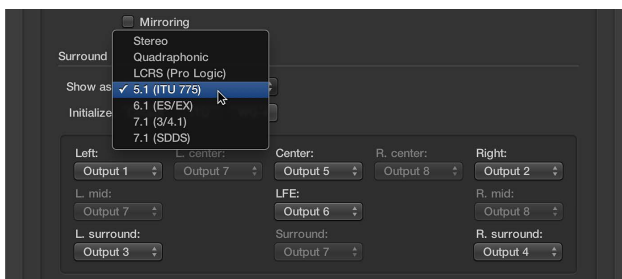 Mirroring
Stereo
Surround
Quadraphonic
LCRS (Pro Logic)
Show as
✓ 5.1 (ITU 775)
Initialize
6.1 (ES/EX)
7.1 (3/4.1)
7.1 (SDDS)
Left: L. center: Center: R. center: Right:
Output 1 Output 7 Output 5 Output 8 Output 2
L. mid: LFE: R. mid:
Output 7 Output 6 Output 8
L. surround: Surround: R. surround:
Output 3 Output 7 Output 4